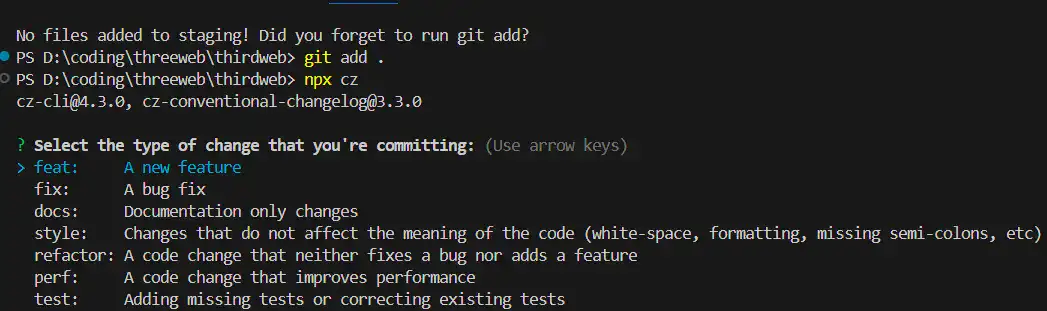 No files added to staging! Did you forget to run git add?
PS D:\coding\threeweb\thirdweb> git add .
PS D:\coding\threeweb\thirdweb> npx cz
cz-cli@4.3.0, cz-conventional-changelog@3.3.0
? Select the type of change that you're committing: (Use arrow keys)
> feat:     A new feature
  fix:      A bug fix
  docs:     Documentation only changes
  style:    Changes that do not affect the meaning of the code (white-space, formatting, missing semi-colons, etc)
  refactor: A code change that neither fixes a bug nor adds a feature
  perf:     A code change that improves performance
  test:     Adding missing tests or correcting existing tests